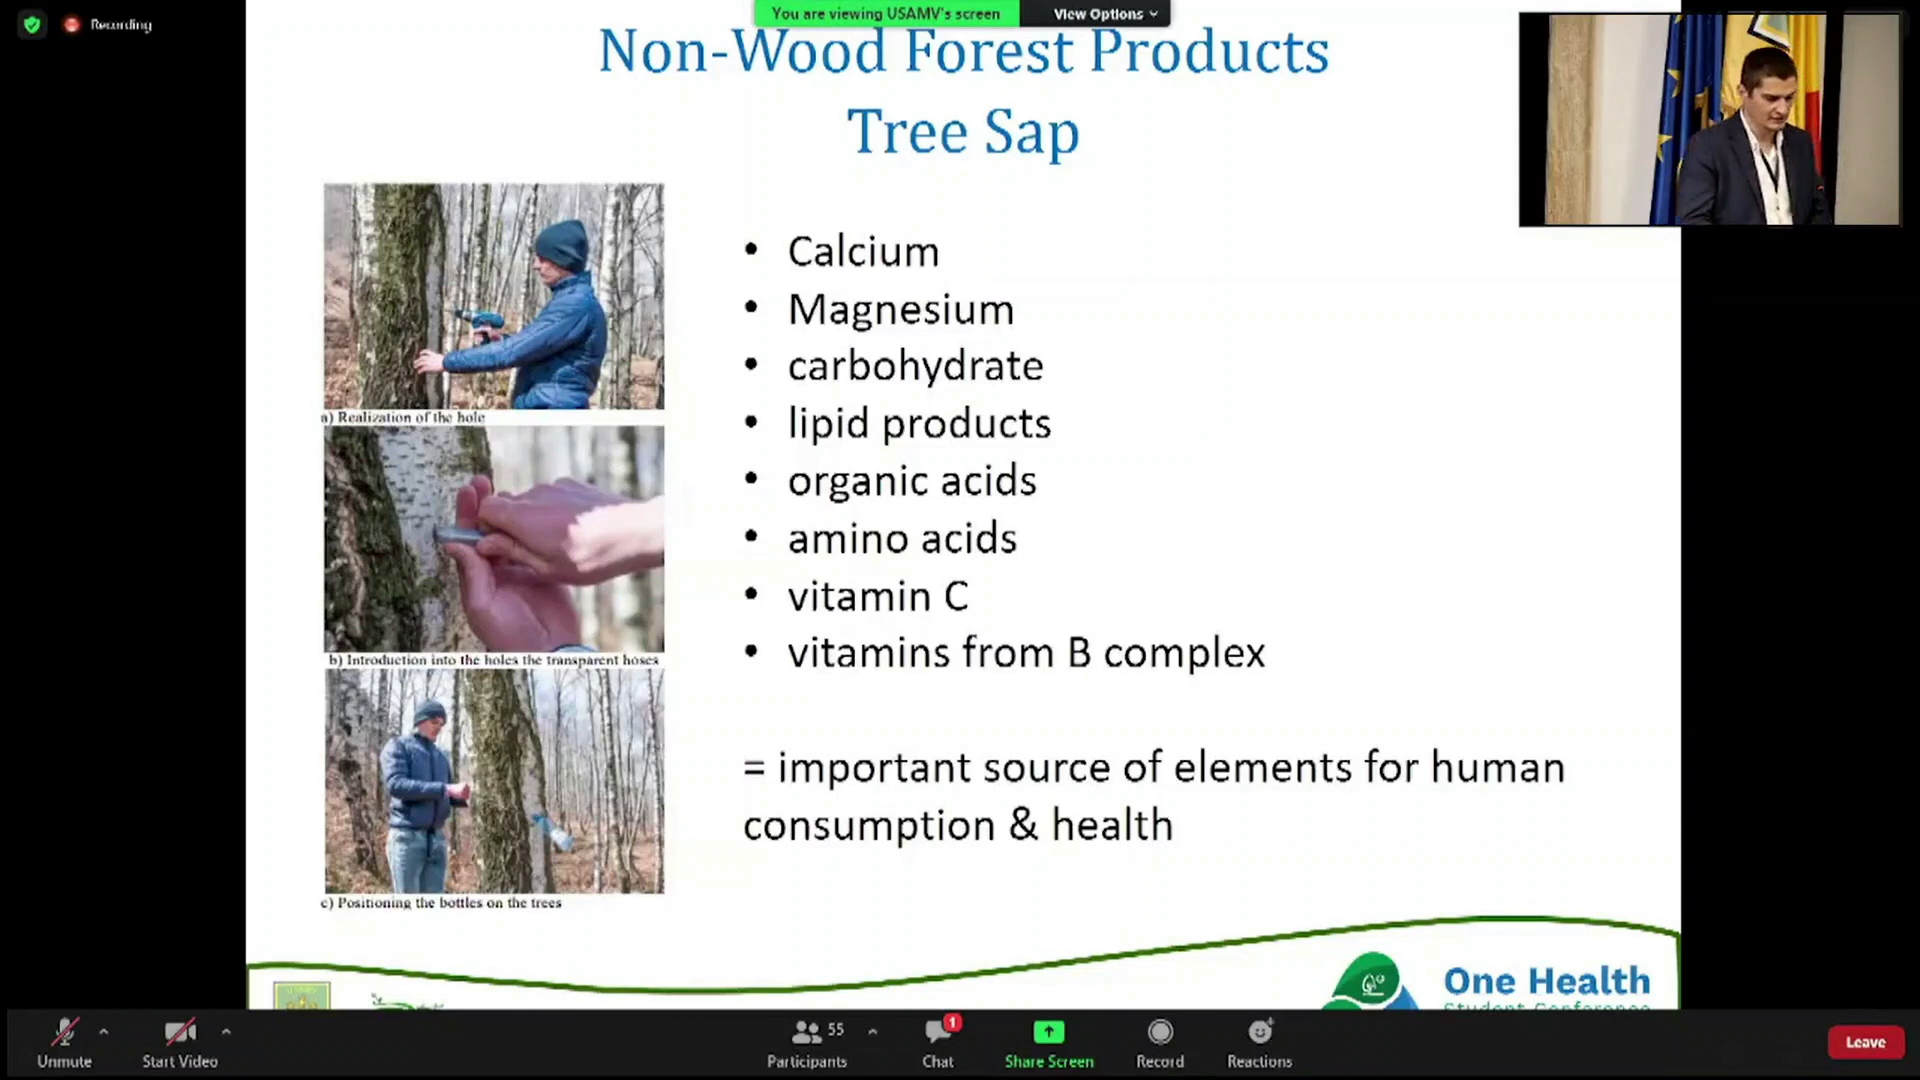 Recording
You are viewing USAMV's screen
View Options
Non-Wood Forest Products
Tree Sap
a) Realization of the hole
b) Introduction into the holes the transparent hoses
c) Positioning the bottles on the trees
• Calcium
• Magnesium
• carbohydrate
• lipid products
• organic acids
• amino acids
• vitamin C
• vitamins from B complex
= important source of elements for human
consumption & health
One Health
Student Conference
Unmute
Start Video
55
Participants
1
Chat
Share Screen
Record
Reactions
Leave